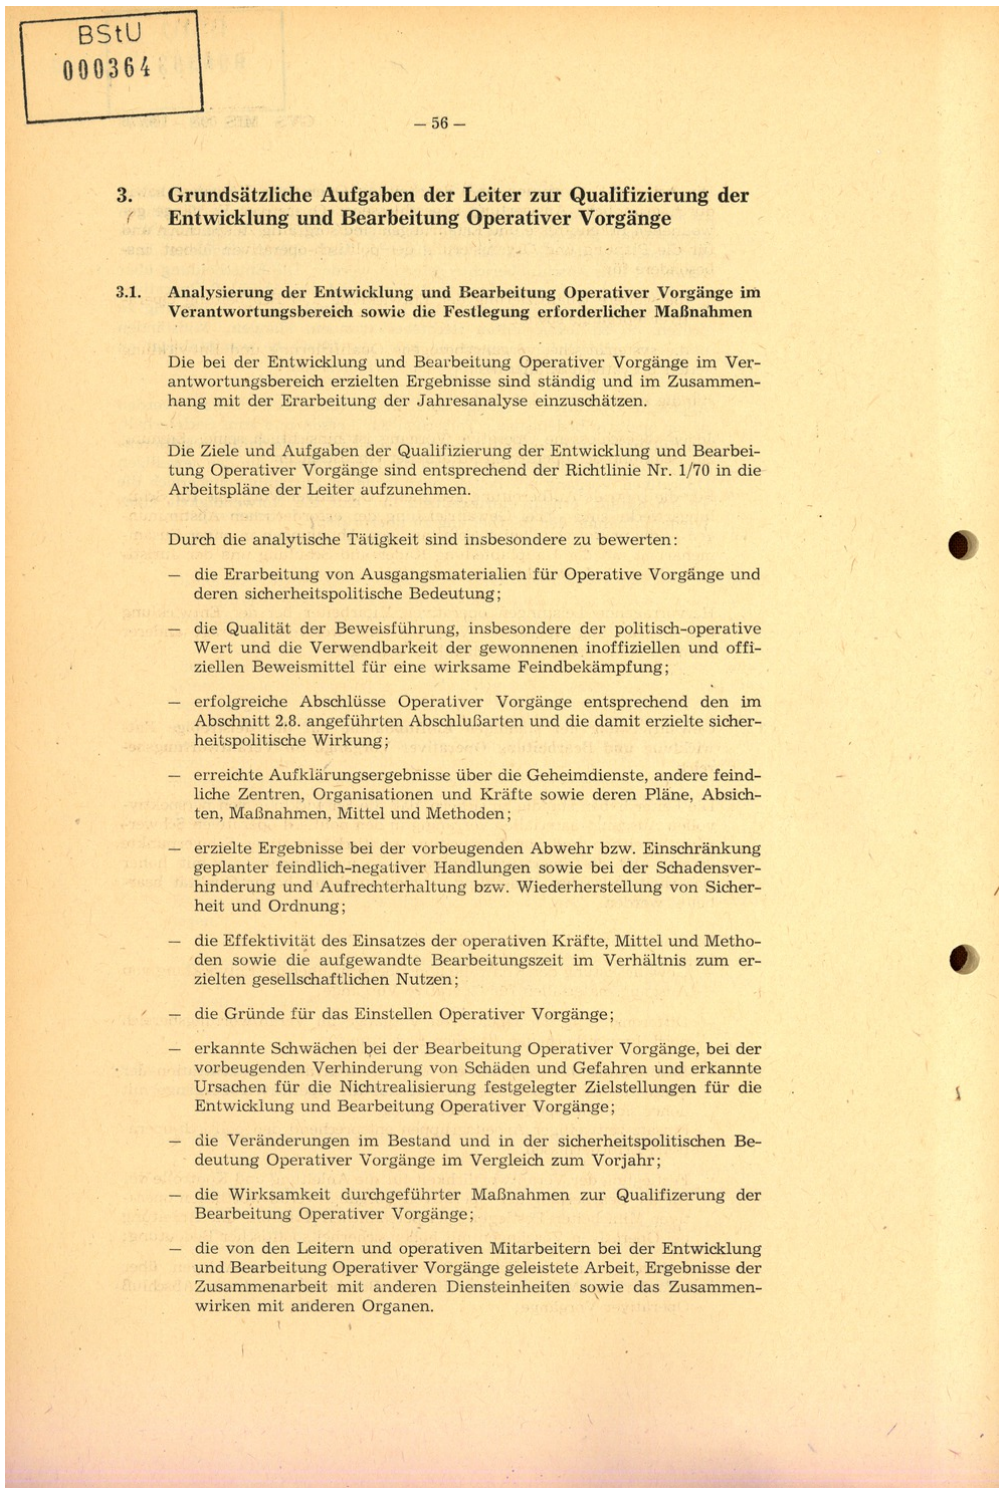 BStU
000364
— 56 —
3. Grundsätzliche Aufgaben der Leiter zur Qualifizierung der
Entwicklung und Bearbeitung Operativer Vorgänge
3.1. Analysierung der Entwicklung und Bearbeitung Operativer Vorgänge im
Verantwortungsbereich sowie die Festlegung erforderlicher Maßnahmen
Die bei der Entwicklung und Bearbeitung Operativer Vorgänge im Ver-
antwortungsbereich erzielten Ergebnisse sind ständig und im Zusammen-
hang mit der Erarbeitung der Jahresanalyse einzuschätzen.
Die Ziele und Aufgaben der Qualifizierung der Entwicklung und Bearbei-
tung Operativer Vorgänge sind entsprechend der Richtlinie Nr. 1/70 in die
Arbeitspläne der Leiter aufzunehmen.
Durch die analytische Tätigkeit sind insbesondere zu bewerten:
— die Erarbeitung von Ausgangsmaterialien für Operative Vorgänge und
deren sicherheitspolitische Bedeutung;
— die Qualität der Beweisführung, insbesondere der politisch-operative
Wert und die Verwendbarkeit der gewonnenen inoffiziellen und offi-
ziellen Beweismittel für eine wirksame Feindbekämpfung;
— erfolgreiche Abschlüsse Operativer Vorgänge entsprechend den im
Abschnitt 2.8. angeführten Abschlußarten und die damit erzielte sicher-
heitspolitische Wirkung;
— erreichte Aufklärungsergebnisse über die Geheimdienste, andere feind-
liche Zentren, Organisationen und Kräfte sowie deren Pläne, Absich-
ten, Maßnahmen, Mittel und Methoden;
— erzielte Ergebnisse bei der vorbeugenden Abwehr bzw. Einschränkung
geplanter feindlich-negativer Handlungen sowie bei der Schadensver-
hinderung und Aufrechterhaltung bzw. Wiederherstellung von Sicher-
heit und Ordnung;
— die Effektivität des Einsatzes der operativen Kräfte, Mittel und Metho-
den sowie die aufgewandte Bearbeitungszeit im Verhältnis zum er-
zielten gesellschaftlichen Nutzen;
— die Gründe für das Einstellen Operativer Vorgänge;
— erkannte Schwächen bei der Bearbeitung Operativer Vorgänge, bei der
vorbeugenden Verhinderung von Schäden und Gefahren und erkannte
Ursachen für die Nichtrealisierung festgelegter Zielstellungen für die
Entwicklung und Bearbeitung Operativer Vorgänge;
— die Veränderungen im Bestand und in der sicherheitspolitischen Be-
deutung Operativer Vorgänge im Vergleich zum Vorjahr;
— die Wirksamkeit durchgeführter Maßnahmen zur Qualifizerung der
Bearbeitung Operativer Vorgänge;
— die von den Leitern und operativen Mitarbeitern bei der Entwicklung
und Bearbeitung Operativer Vorgänge geleistete Arbeit, Ergebnisse der
Zusammenarbeit mit anderen Diensteinheiten sowie das Zusammen-
wirken mit anderen Organen.